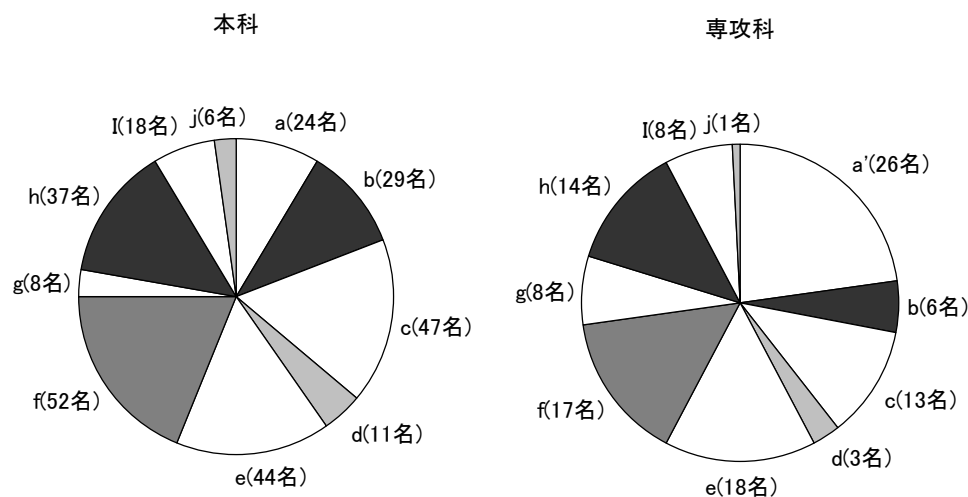 本科
a(24名)
b(29名)
c(47名)
d(11名)
e(44名)
f(52名)
g(8名)
h(37名)
I(18名)
j(6名)
専攻科
a'(26名)
b(6名)
c(13名)
d(3名)
e(18名)
f(17名)
g(8名)
h(14名)
I(8名)
j(1名)